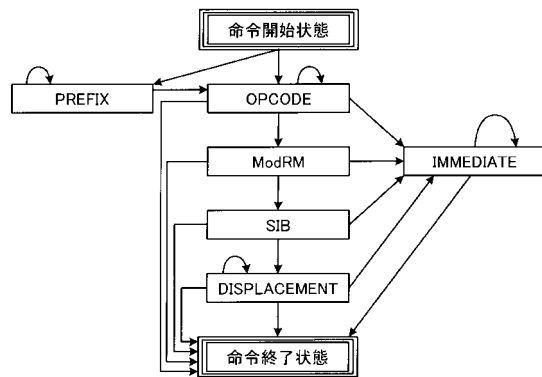 命令開始状態
PREFIX
OPCODE
ModRM
IMMEDIATE
SIB
DISPLACEMENT
命令終了状態